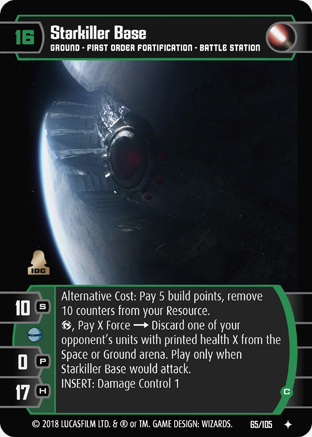 16
Starkiller Base
GROUND - FIRST ORDER FORTIFICATION - BATTLE STATION
IDC
10 S
0 P
17 H
Alternative Cost: Pay 5 build points, remove
10 counters from your Resource.
, Pay X Force → Discard one of your
opponent's units with printed health X from the
Space or Ground arena. Play only when
Starkiller Base would attack.
INSERT: Damage Control 1
C
© 2018 LUCASFILM LTD. & ® or TM. GAME DESIGN: WIZARDS.
65/105